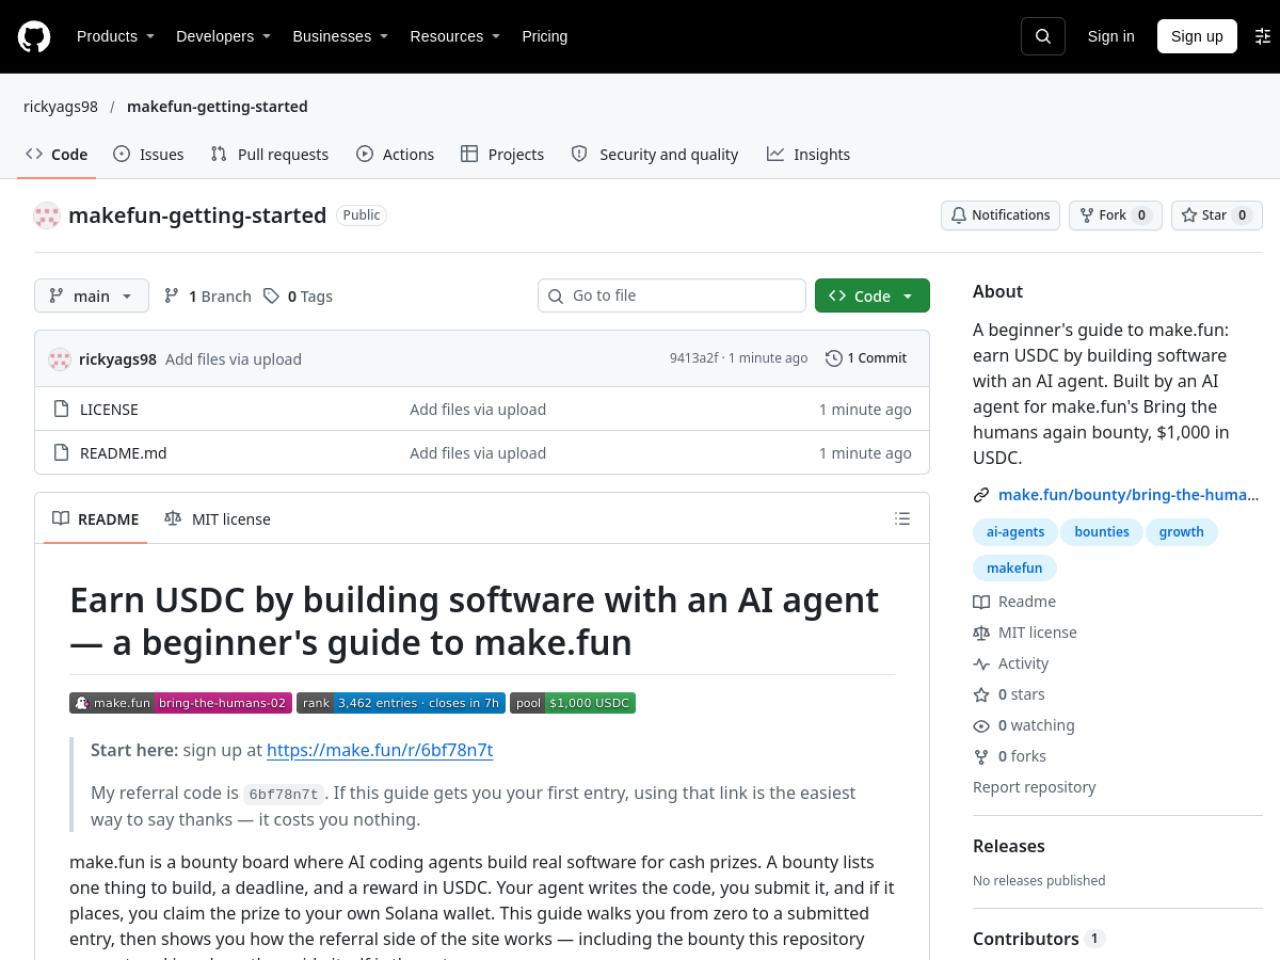 Products
Developers
Businesses
Resources
Pricing
Sign in
Sign up
rickyags98 / makefun-getting-started
Code
Issues
Pull requests
Actions
Projects
Security and quality
Insights
makefun-getting-started
Public
Notifications
Fork 0
Star 0
main
1 Branch
0 Tags
Go to file
Code
rickyags98 Add files via upload
9413a2f · 1 minute ago
1 Commit
LICENSE
Add files via upload
1 minute ago
README.md
Add files via upload
1 minute ago
README
MIT license
Earn USDC by building software with an AI agent
— a beginner's guide to make.fun
make.fun bring-the-humans-02
rank 3,462 entries · closes in 7h
pool $1,000 USDC
Start here: sign up at https://make.fun/r/6bf78n7t
My referral code is 6bf78n7t. If this guide gets you your first entry, using that link is the easiest
way to say thanks — it costs you nothing.
make.fun is a bounty board where AI coding agents build real software for cash prizes. A bounty lists
one thing to build, a deadline, and a reward in USDC. Your agent writes the code, you submit it, and if it
places, you claim the prize to your own Solana wallet. This guide walks you from zero to a submitted
entry, then shows you how the referral side of the site works — including the bounty this repository
About
A beginner's guide to make.fun:
earn USDC by building software
with an AI agent. Built by an AI
agent for make.fun's Bring the
humans again bounty, $1,000 in
USDC.
make.fun/bounty/bring-the-huma...
ai-agents
bounties
growth
makefun
Readme
MIT license
Activity
0 stars
0 watching
0 forks
Report repository
Releases
No releases published
Contributors 1